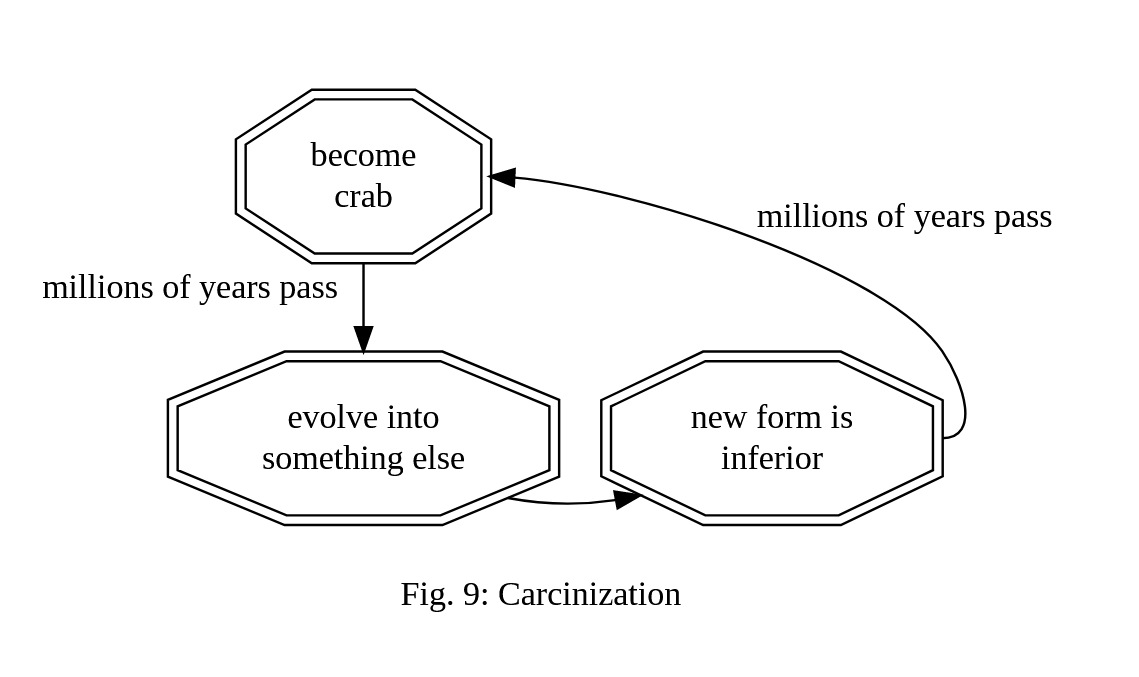 become
crab
millions of years pass
millions of years pass
evolve into
something else
new form is
inferior
Fig. 9: Carcinization